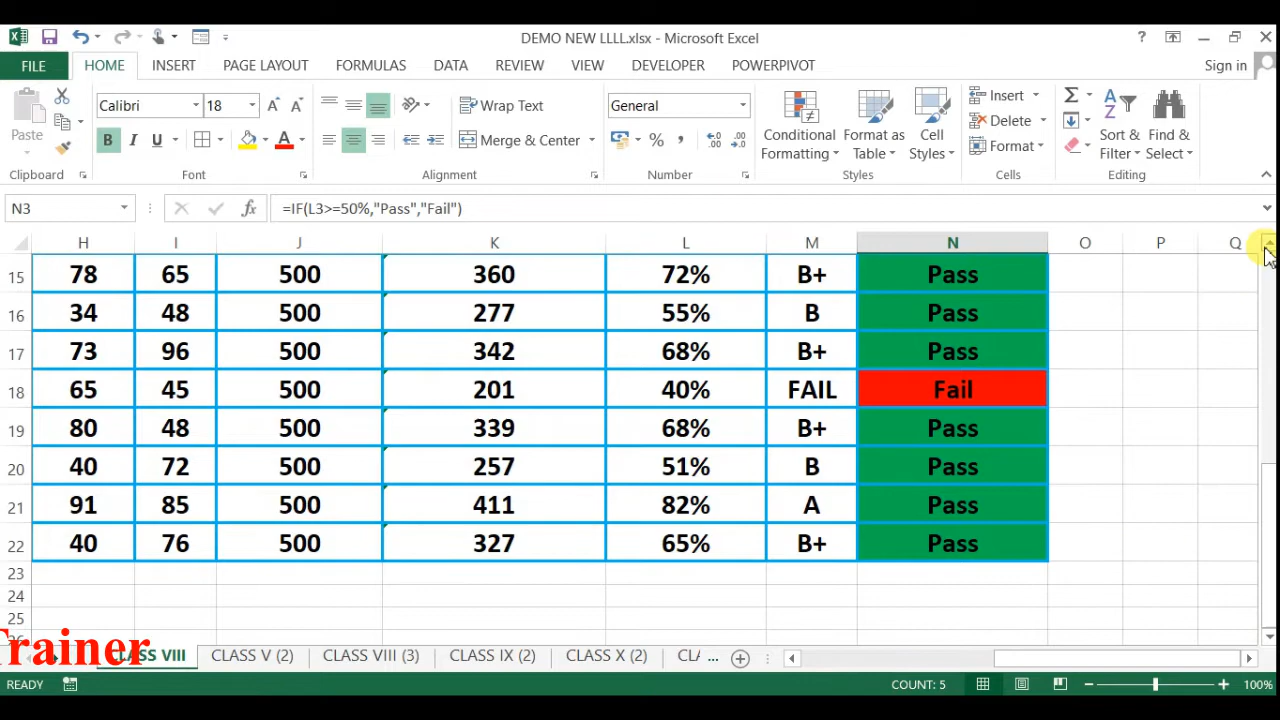 DEMO NEW LLLL.xlsx - Microsoft Excel
?
FILE HOME INSERT PAGE LAYOUT FORMULAS DATA REVIEW VIEW DEVELOPER POWERPIVOT Sign in
Paste
Calibri 18
B I U
Wrap Text
Merge & Center
General
%
Conditional Formatting
Format as Table
Cell Styles
Insert
Delete
Format
Sort & Filter
Find & Select
Clipboard Font Alignment Number Styles Cells Editing
N3 fx =IF(L3>=50%,"Pass","Fail")
H I J K L M N O P Q
15 78 65 500 360 72% B+ Pass
16 34 48 500 277 55% B Pass
17 73 96 500 342 68% B+ Pass
18 65 45 500 201 40% FAIL Fail
19 80 48 500 339 68% B+ Pass
20 40 72 500 257 51% B Pass
21 91 85 500 411 82% A Pass
22 40 76 500 327 65% B+ Pass
23
24
25
Trainer
VIII CLASS V (2) CLASS VIII (3) CLASS IX (2) CLASS X (2) CL ...
READY COUNT: 5 100%